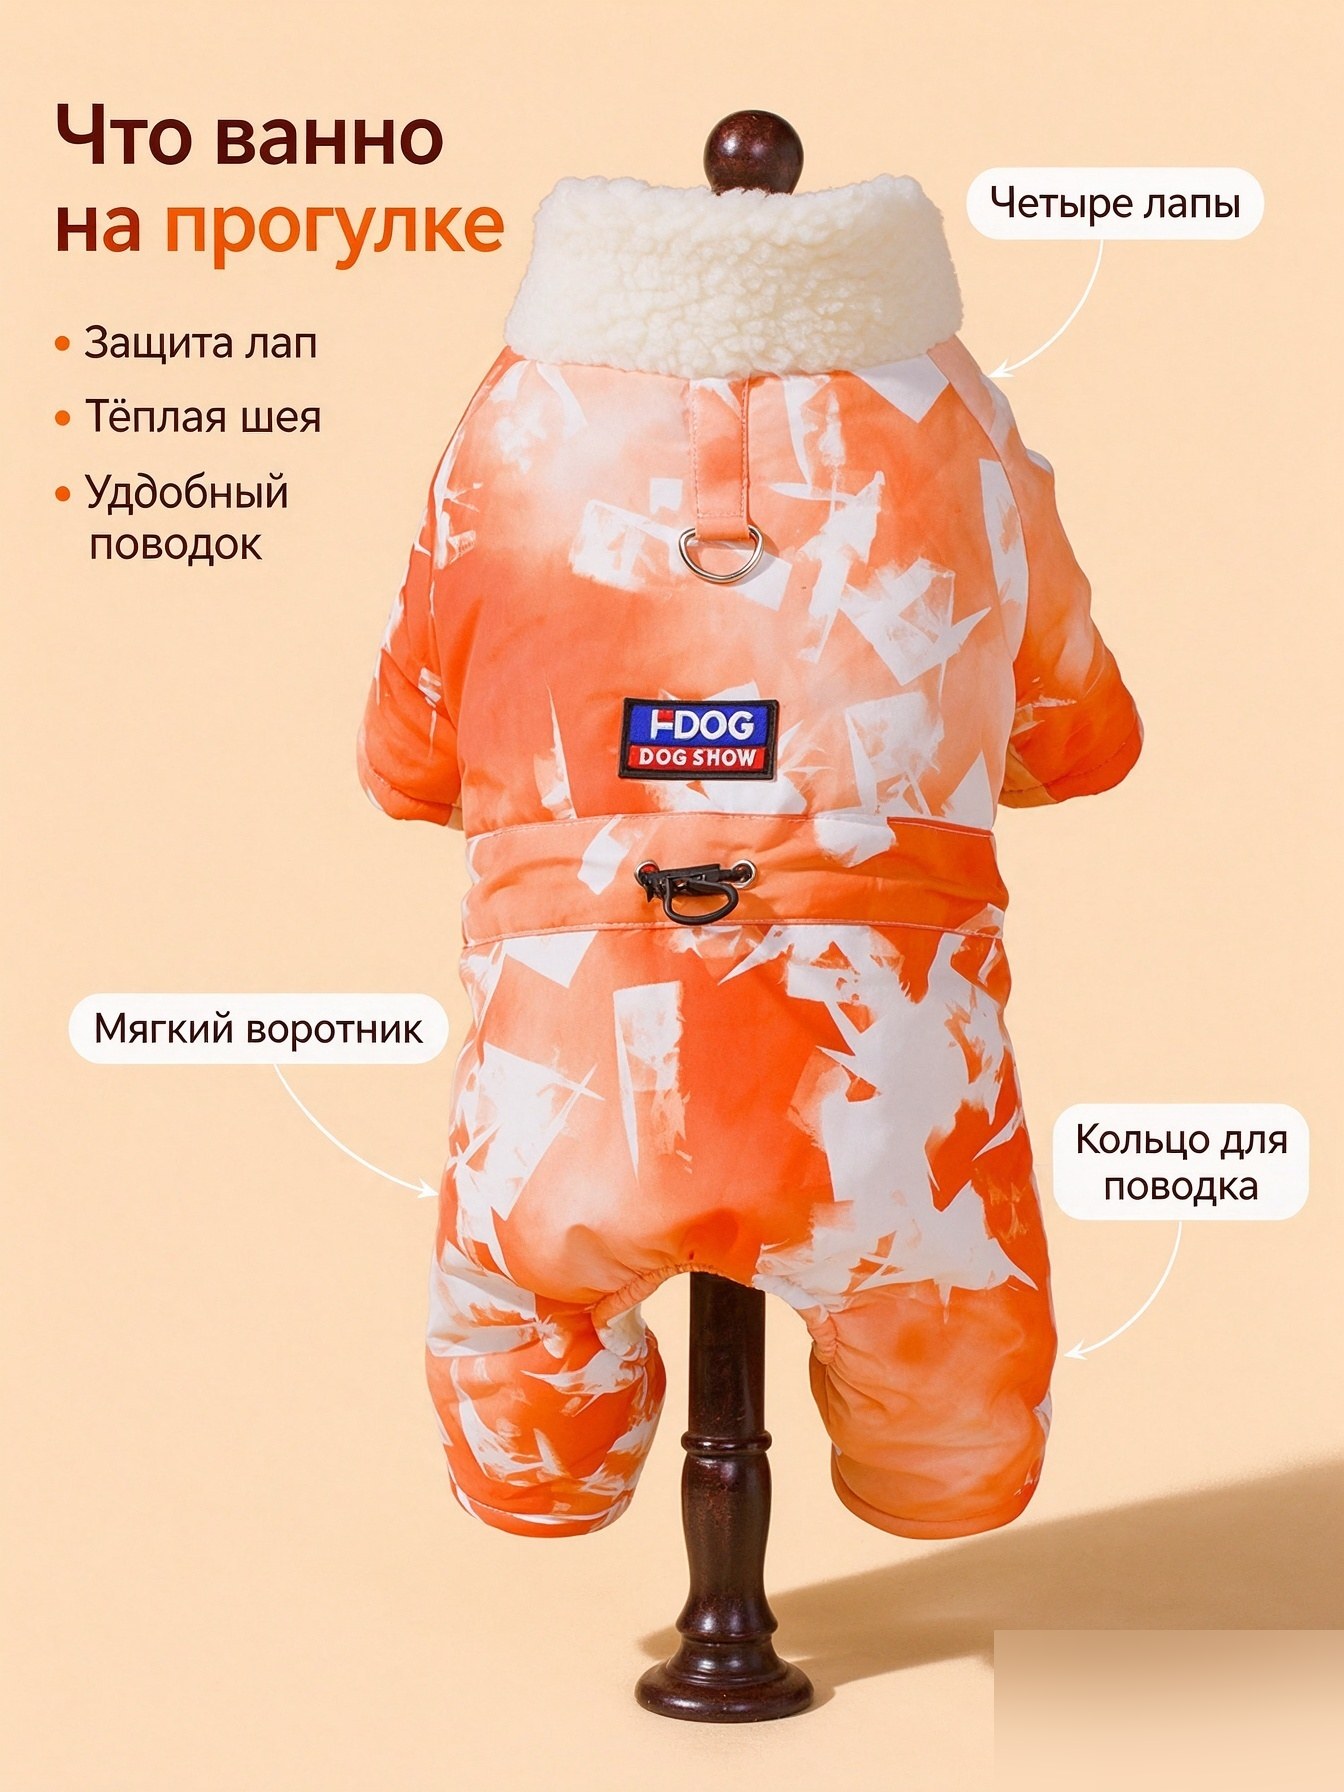 Что ванно
на прогулке
• Защита лап
• Тёплая шея
• Уддобный
поводок
Четыре лапы
HDOG
DOG SHOW
Мягкий воротник
Кольцо для
поводка